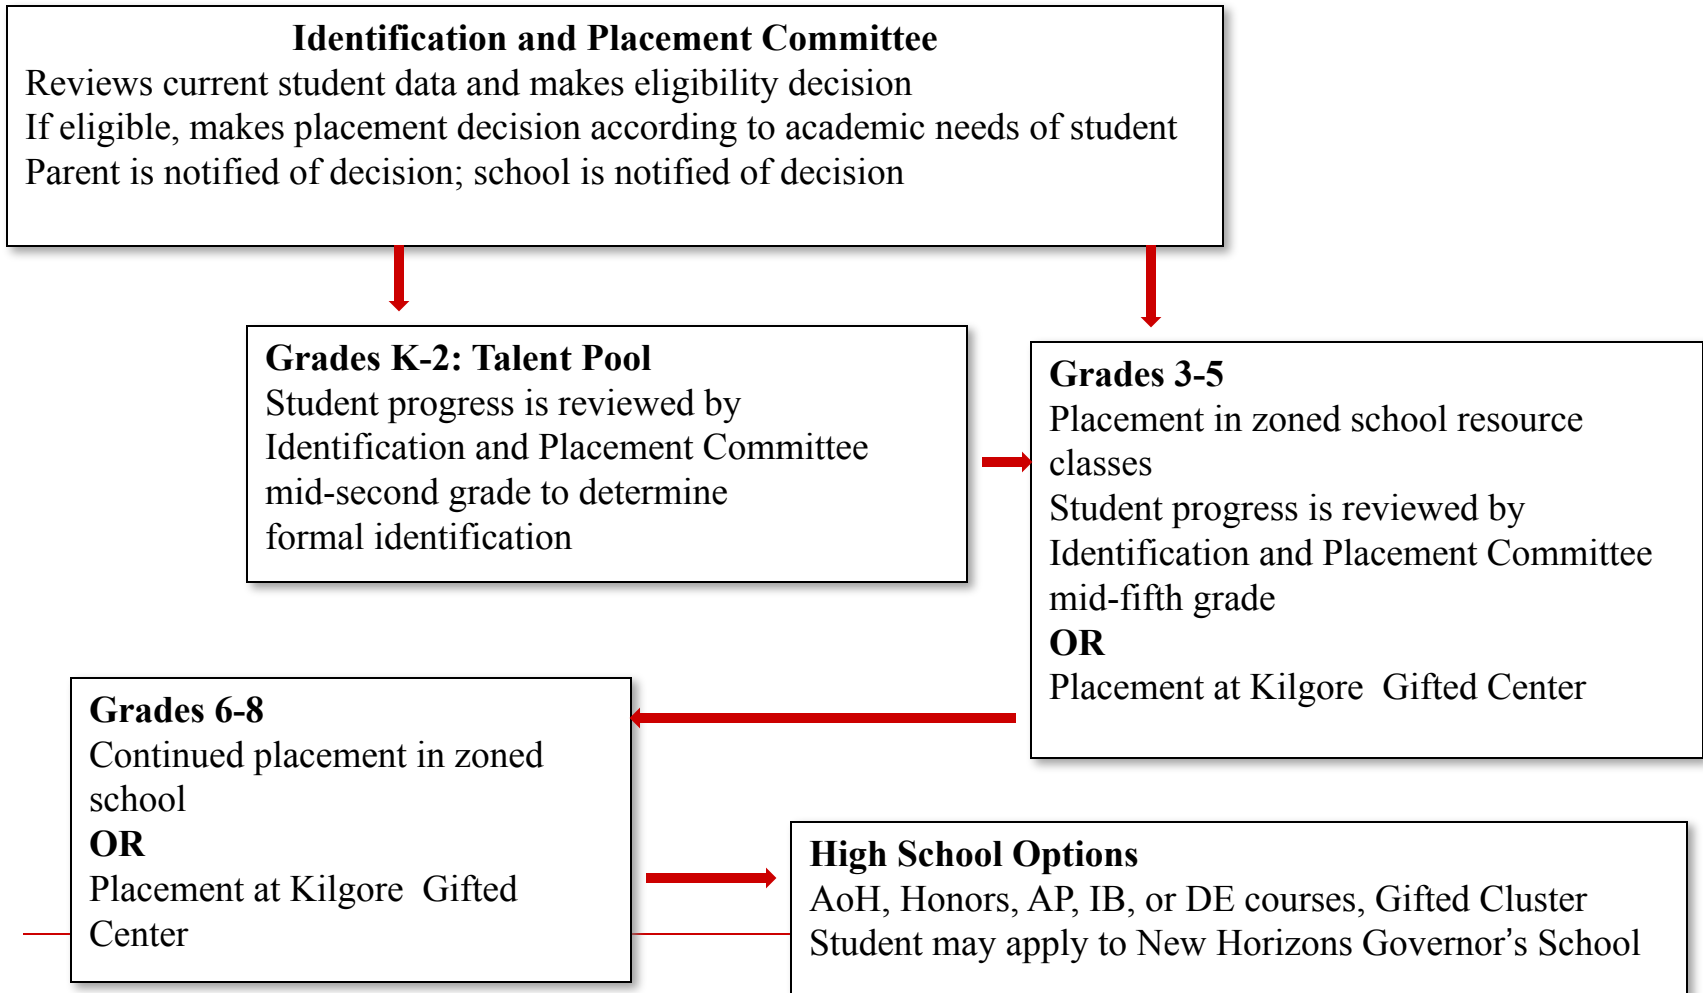 Identification and Placement Committee
Reviews current student data and makes eligibility decision
If eligible, makes placement decision according to academic needs of student
Parent is notified of decision; school is notified of decision
Grades K-2: Talent Pool
Student progress is reviewed by
Identification and Placement Committee
mid-second grade to determine
formal identification
Grades 3-5
Placement in zoned school resource
classes
Student progress is reviewed by
Identification and Placement Committee
mid-fifth grade
OR
Placement at Kilgore  Gifted Center
Grades 6-8
Continued placement in zoned
school
OR
Placement at Kilgore  Gifted
Center
High School Options
AoH, Honors, AP, IB, or DE courses, Gifted Cluster
Student may apply to New Horizons Governor’s School